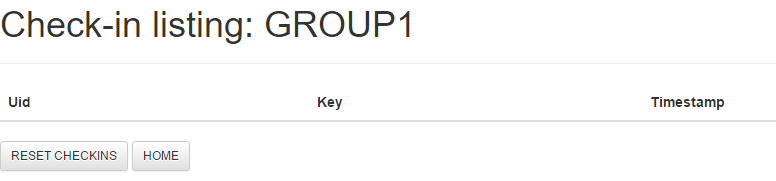 Check-in listing: GROUP1
Uid Key Timestamp
RESET CHECKINS HOME